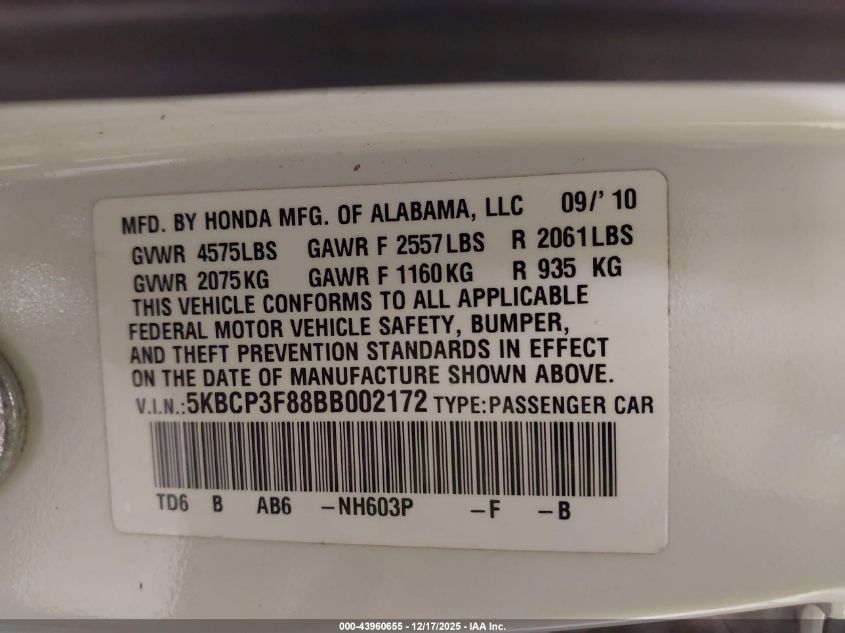 MFD. BY HONDA MFG. OF ALABAMA, LLC 09/' 10
GVWR 4575LBS GAWR F 2557LBS R 2061LBS
GVWR 2075KG GAWR F 1160KG R 935 KG
THIS VEHICLE CONFORMS TO ALL APPLICABLE
FEDERAL MOTOR VEHICLE SAFETY, BUMPER,
AND THEFT PREVENTION STANDARDS IN EFFECT
ON THE DATE OF MANUFACTURE SHOWN ABOVE.
V.I.N.:5KBCP3F88BB002172 TYPE:PASSENGER CAR
TD6 B AB6 -NH603P -F -B
000-43960655 - 12/17/2025 - IAA Inc.